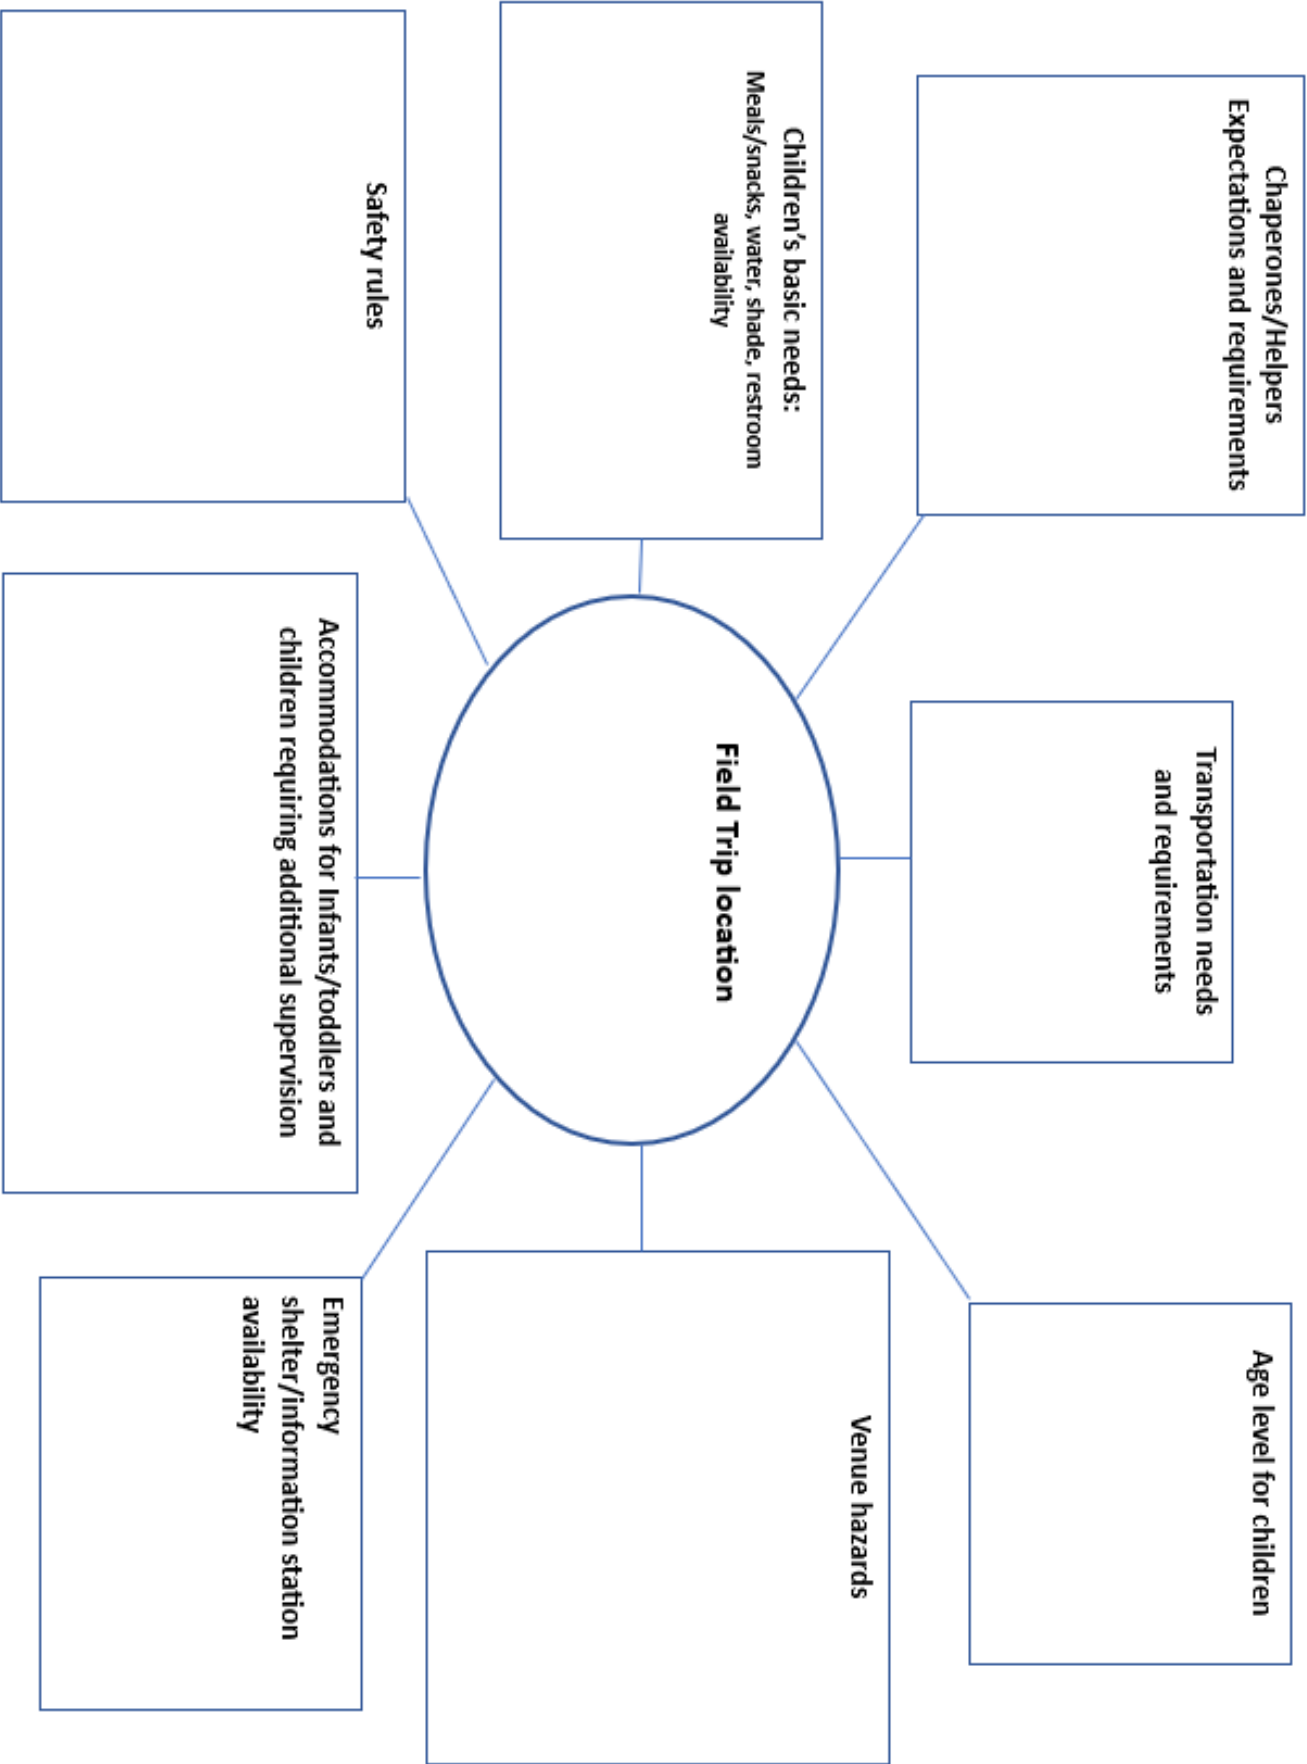 Chaperones/Helpers
Expectations and requirements
Transportation needs
and requirements
Age level for children
Children's basic needs:
Meals/snacks, water, shade, restroom
availability
Field Trip location
Venue hazards
Safety rules
Accommodations for Infants/toddlers and
children requiring additional supervision
Emergency
shelter/information station
availability